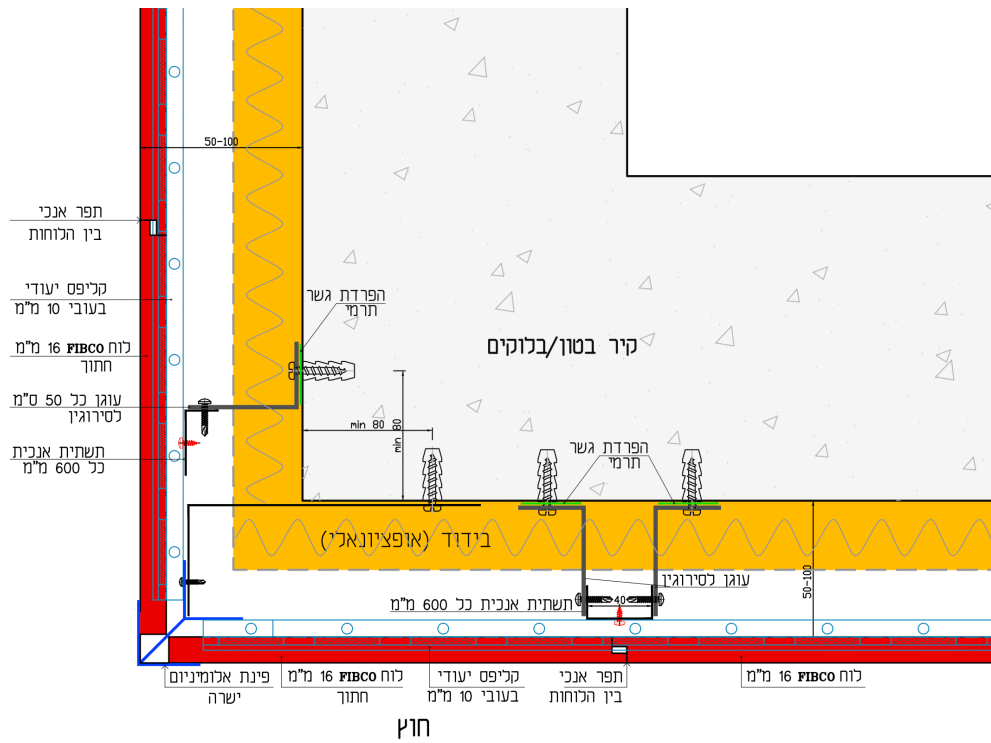 50-100
תפר אנכי
בין הלוחות
קליפס יעודי
בעובי 10 מ"מ
הפרדת גשר
תרמי
לוח FIBCO 16 מ"מ
חתוך
קיר בטון/בלוקים
עוגן כל 50 ס"מ
לסירוגין
min 80
min 80
תשתית אנכית
כל 600 מ"מ
הפרדת גשר
תרמי
בידוד (אופציונאלי)
עוגן לסירוגין
50-100
תשתית אנכית כל 600 מ"מ
40
פינת אלומיניום
ישרה
לוח FIBCO 16 מ"מ
חתוך
קליפס יעודי
בעובי 10 מ"מ
תפר אנכי
בין הלוחות
לוח FIBCO 16 מ"מ
חוץ